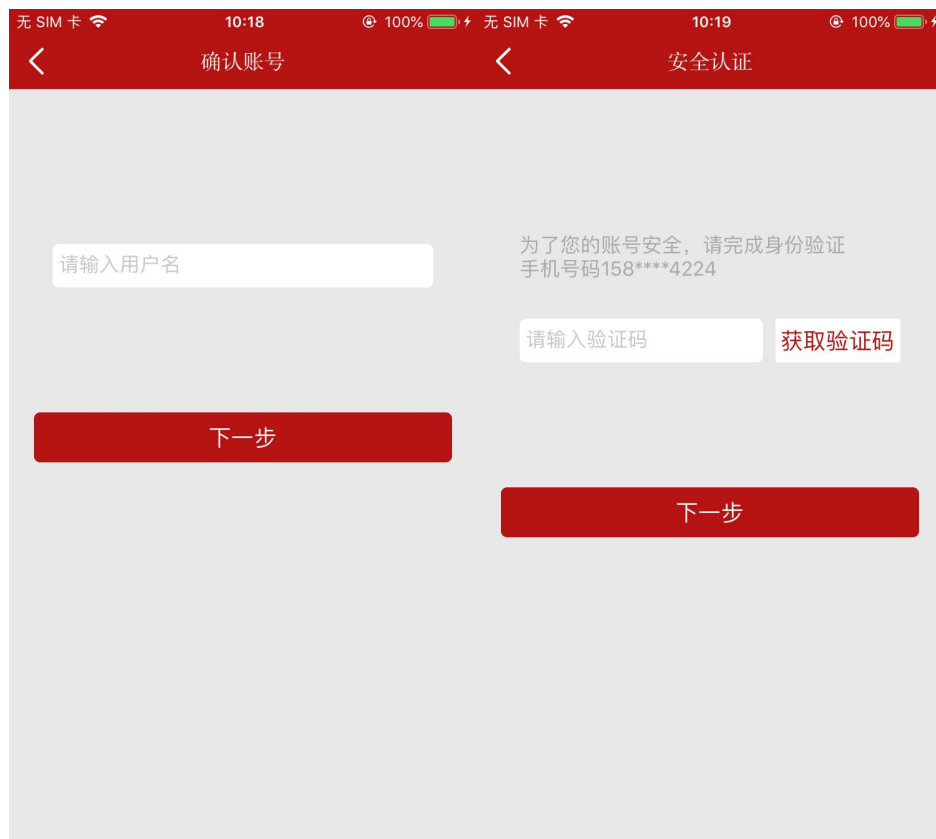 无 SIM 卡 10:18 100%
确认账号
请输入用户名
下一步
无 SIM 卡 10:19 100%
安全认证
为了您的账号安全，请完成身份验证
手机号码158****4224
请输入验证码 获取验证码
下一步